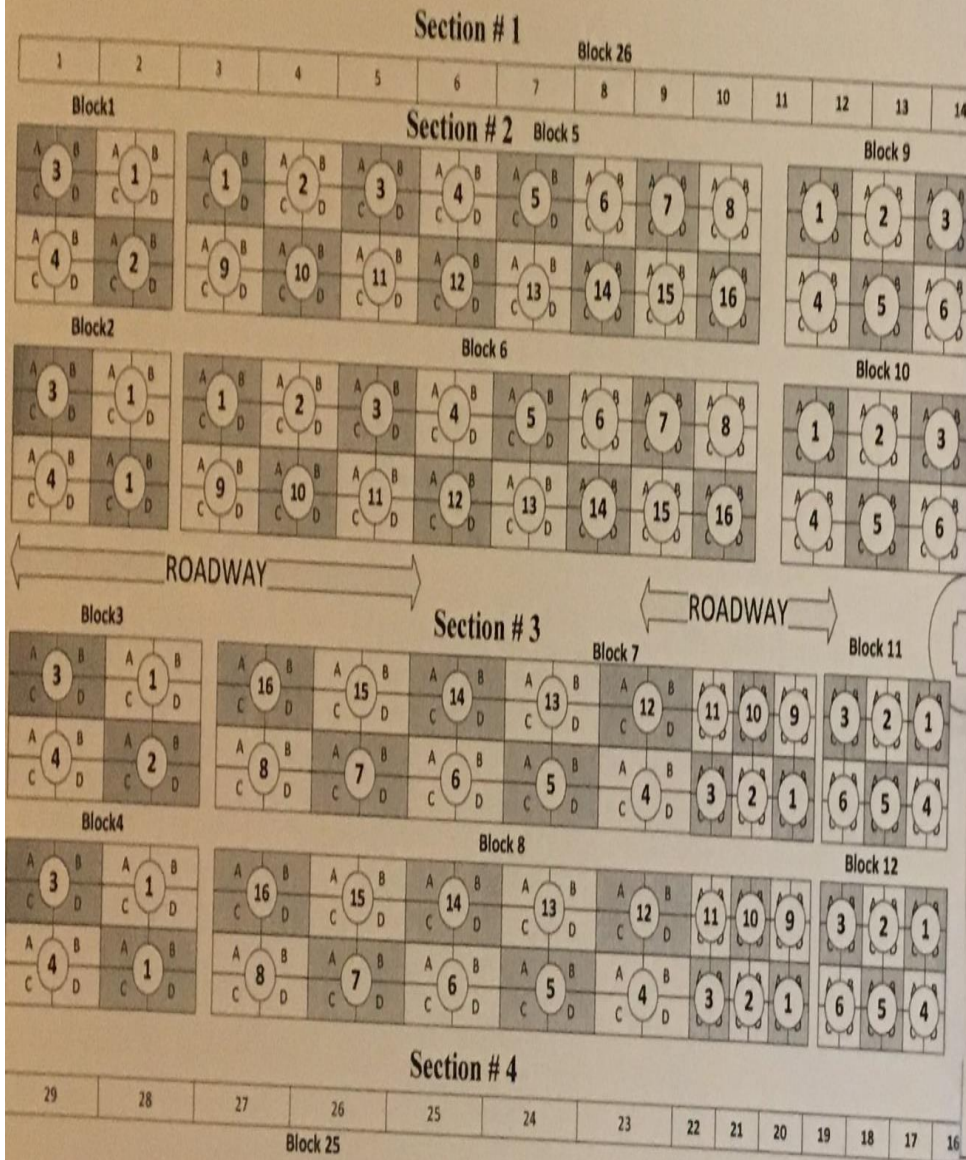 Section # 1
Block 26
1 2 3 4 5 6 7 8 9 10 11 12 13 14
Block1
Section # 2 Block 5
Block 9
A B A B A B A B A B A B A B A B A B A B A B A B A B
3 1 1 2 3 4 5 6 7 8 1 2 3
C D C D C D C D C D C D C D C D C D C D C D C D C D
A B A B A B A B A B A B A B A B A B A B A B A B A B
4 2 9 10 11 12 13 14 15 16 4 5 6
C D C D C D C D C D C D C D C D C D C D C D C D C D
Block2
Block 6
Block 10
A B A B A B A B A B A B A B A B A B A B A B A B A B
3 1 1 2 3 4 5 6 7 8 1 2 3
C D C D C D C D C D C D C D C D C D C D C D C D C D
A B A B A B A B A B A B A B A B A B A B A B A B A B
4 1 9 10 11 12 13 14 15 16 4 5 6
C D C D C D C D C D C D C D C D C D C D C D C D C D
ROADWAY
ROADWAY
Block3
Section # 3
Block 7
Block 11
A B A B A B A B A B A B A B
3 1 16 15 14 13 12 11 10 9 3 2 1
C D C D C D C D C D C D C D
A B A B A B A B A B A B A B
4 2 8 7 6 5 4 3 2 1 6 5 4
C D C D C D C D C D C D C D
Block4
Block 8
Block 12
A B A B A B A B A B A B A B
3 1 16 15 14 13 12 11 10 9 3 2 1
C D C D C D C D C D C D C D
A B A B A B A B A B A B A B
4 1 8 7 6 5 4 3 2 1 6 5 4
C D C D C D C D C D C D C D
Section # 4
29 28 27 26 25 24 23 22 21 20 19 18 17 16
Block 25